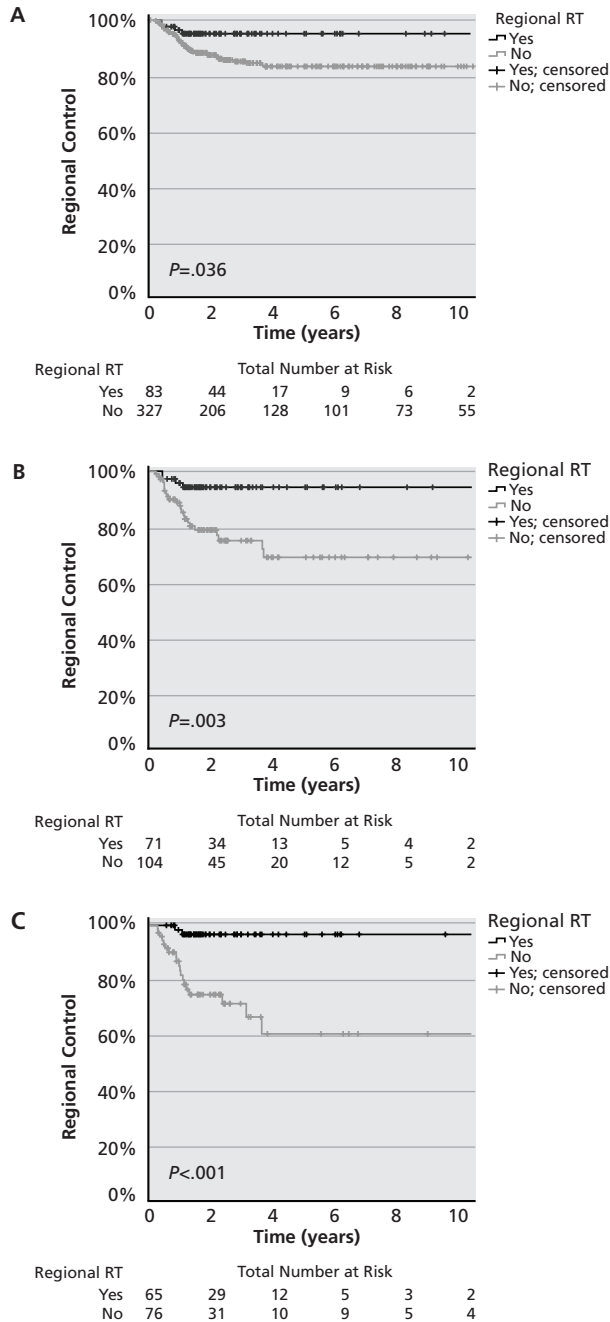 A
Regional Control
100%
80%
60%
40%
20%
0%
P=.036
0 2 4 6 8 10
Time (years)
Regional RT
Yes
No
Yes; censored
No; censored
Regional RT Total Number at Risk
Yes 83 44 17 9 6 2
No 327 206 128 101 73 55
B
Regional Control
100%
80%
60%
40%
20%
0%
P=.003
0 2 4 6 8 10
Time (years)
Regional RT
Yes
No
Yes; censored
No; censored
Regional RT Total Number at Risk
Yes 71 34 13 5 4 2
No 104 45 20 12 5 2
C
Regional Control
100%
80%
60%
40%
20%
0%
P<.001
0 2 4 6 8 10
Time (years)
Regional RT
Yes
No
Yes; censored
No; censored
Regional RT Total Number at Risk
Yes 65 29 12 5 3 2
No 76 31 10 9 5 4